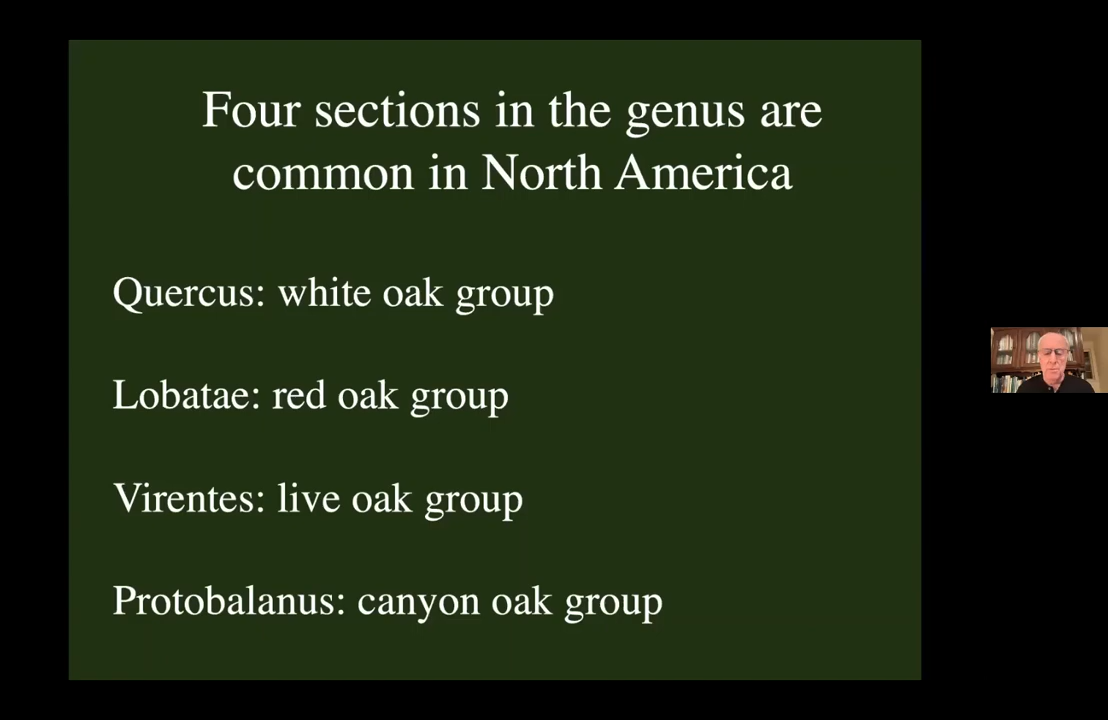 Four sections in the genus are
common in North America
Quercus: white oak group
Lobatae: red oak group
Virentes: live oak group
Protobalanus: canyon oak group